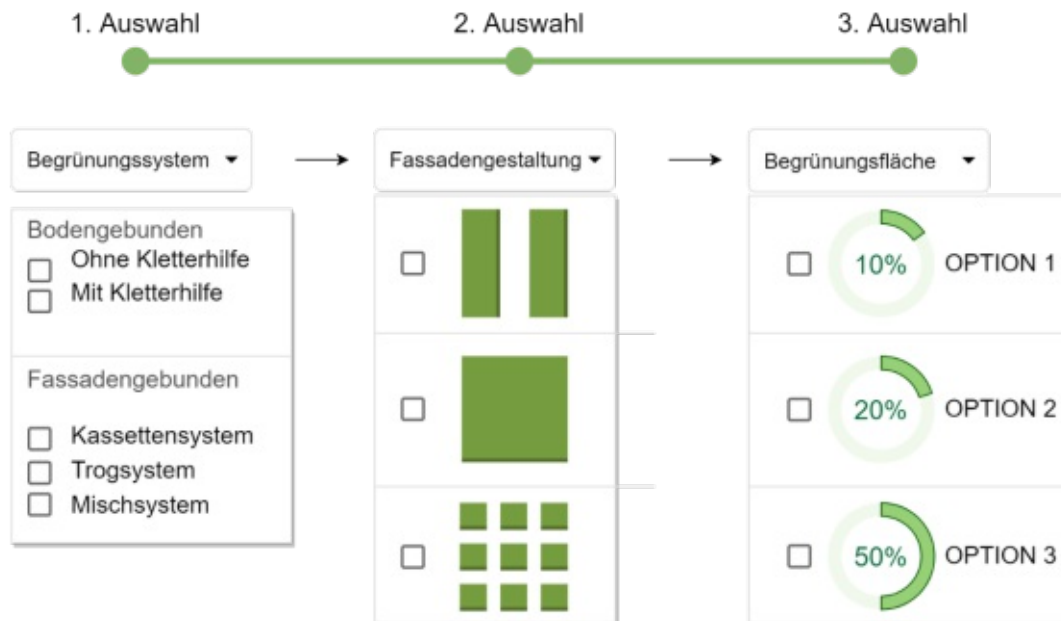 1. Auswahl
2. Auswahl
3. Auswahl
Begrünungssystem
Fassadengestaltung
Begrünungsfläche
Bodengebunden
Ohne Kletterhilfe
Mit Kletterhilfe
Fassadengebunden
Kassettensystem
Trogsystem
Mischsystem
10% OPTION 1
20% OPTION 2
50% OPTION 3